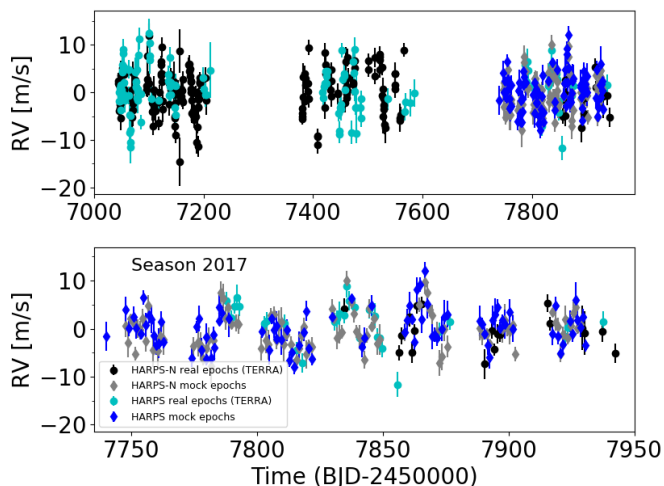 RV [m/s]
10
0
−10
−20
7000
7200
7400
7600
7800
Season 2017
RV [m/s]
10
0
−10
−20
HARPS-N real epochs (TERRA)
HARPS-N mock epochs
HARPS real epochs (TERRA)
HARPS mock epochs
7750
7800
7850
7900
7950
Time (BJD-2450000)